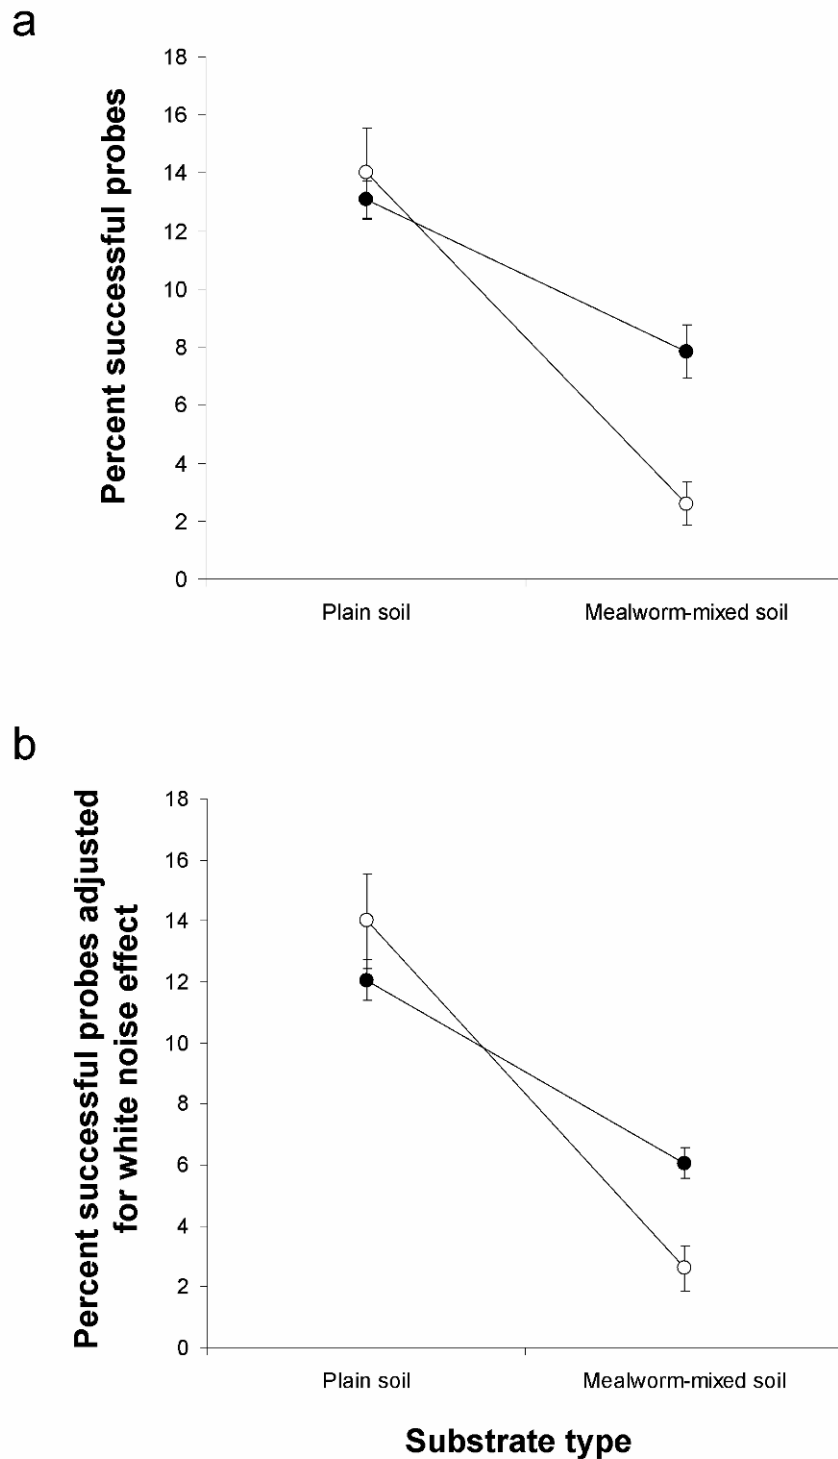 a
Percent successful probes
18
16
14
12
10
8
6
4
2
0
Plain soil
Mealworm-mixed soil
b
Percent successful probes adjusted
for white noise effect
18
16
14
12
10
8
6
4
2
0
Plain soil
Mealworm-mixed soil
Substrate type